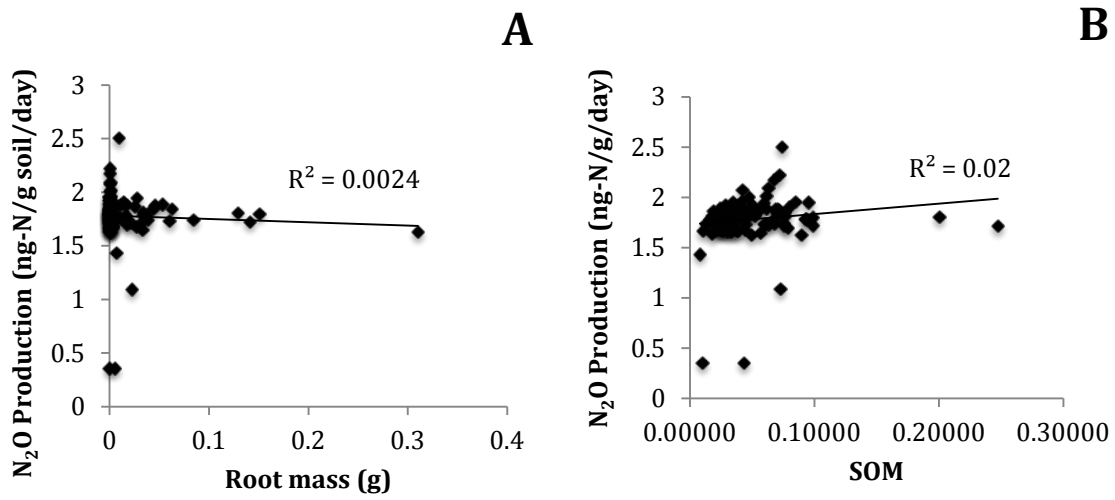 A
N₂O Production (ng-N/g soil/day)
3
2.5
2
1.5
1
0.5
0
R² = 0.0024
0
0.1
0.2
0.3
0.4
Root mass (g)
B
N₂O Production (ng-N/g/day)
3
2.5
2
1.5
1
0.5
0
R² = 0.02
0.00000
0.10000
0.20000
0.30000
SOM